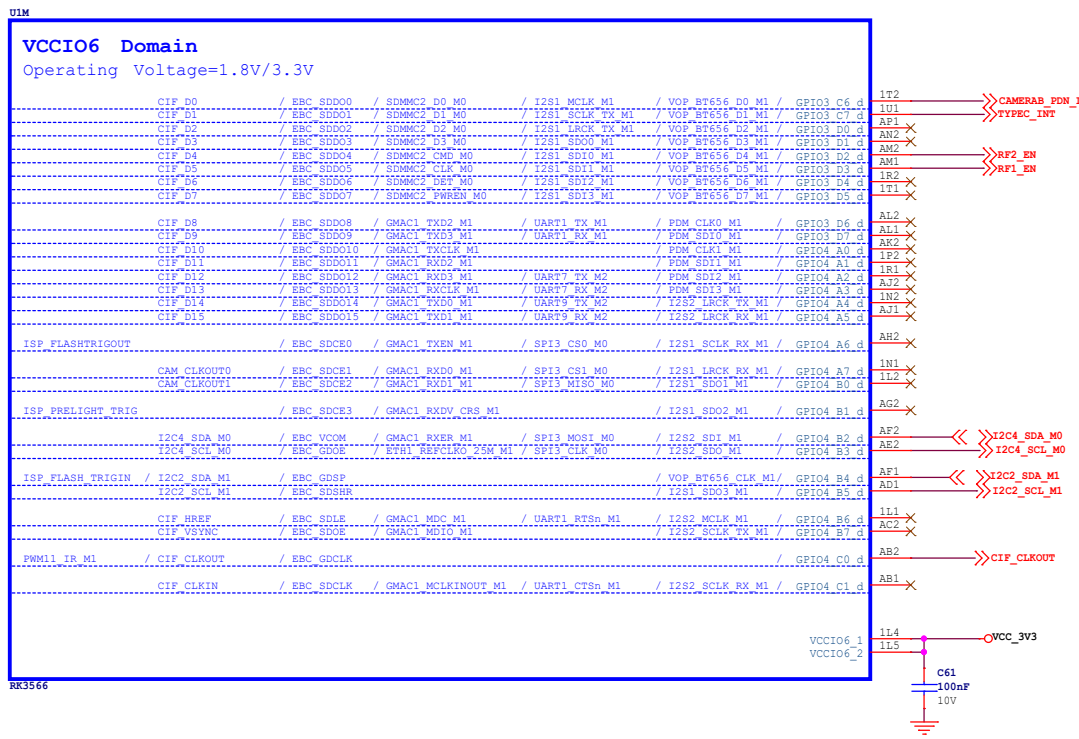 U1M
VCCIO6 Domain
Operating Voltage=1.8V/3.3V
CIF_D0 / EBC_SDDO0 / SDMMC2_D0_M0 / I2S1_MCLK_M1 / VOP_BT656_D0_M1 / GPIO3_C6_d 1T2 CAMERAB_PDN_
CIF_D1 / EBC_SDDO1 / SDMMC2_D1_M0 / I2S1_SCLK_TX_M1 / VOP_BT656_D1_M1 / GPIO3_C7_d 1U1 TYPEC_INT
CIF_D2 / EBC_SDDO2 / SDMMC2_D2_M0 / I2S1_LRCK_TX_M1 / VOP_BT656_D2_M1 / GPIO3_D0_d AP1
CIF_D3 / EBC_SDDO3 / SDMMC2_D3_M0 / I2S1_SDO0_M1 / VOP_BT656_D3_M1 / GPIO3_D1_d AN2
CIF_D4 / EBC_SDDO4 / SDMMC2_CMD_M0 / I2S1_SDI0_M1 / VOP_BT656_D4_M1 / GPIO3_D2_d AM2 RF2_EN
CIF_D5 / EBC_SDDO5 / SDMMC2_CLK_M0 / I2S1_SDI1_M1 / VOP_BT656_D5_M1 / GPIO3_D3_d AM1 RF1_EN
CIF_D6 / EBC_SDDO6 / SDMMC2_DET_M0 / I2S1_SDI2_M1 / VOP_BT656_D6_M1 / GPIO3_D4_d 1R2
CIF_D7 / EBC_SDDO7 / SDMMC2_PWREN_M0 / I2S1_SDI3_M1 / VOP_BT656_D7_M1 / GPIO3_D5_d 1T1
CIF_D8 / EBC_SDDO8 / GMAC1_TXD2_M1 / UART1_TX_M1 / PDM_CLK0_M1 / GPIO3_D6_d AL2
CIF_D9 / EBC_SDDO9 / GMAC1_TXD3_M1 / UART1_RX_M1 / PDM_SDI0_M1 / GPIO3_D7_d AL1
CIF_D10 / EBC_SDDO10 / GMAC1_TXCLK_M1 / PDM_CLK1_M1 / GPIO4_A0_d AK2
CIF_D11 / EBC_SDDO11 / GMAC1_RXD2_M1 / PDM_SDI1_M1 / GPIO4_A1_d 1P2
CIF_D12 / EBC_SDDO12 / GMAC1_RXD3_M1 / UART7_TX_M2 / PDM_SDI2_M1 / GPIO4_A2_d 1R1
CIF_D13 / EBC_SDDO13 / GMAC1_RXCLK_M1 / UART7_RX_M2 / PDM_SDI3_M1 / GPIO4_A3_d AJ2
CIF_D14 / EBC_SDDO14 / GMAC1_TXD0_M1 / UART9_TX_M2 / I2S2_LRCK_TX_M1 / GPIO4_A4_d 1N2
CIF_D15 / EBC_SDDO15 / GMAC1_TXD1_M1 / UART9_RX_M2 / I2S2_LRCK_RX_M1 / GPIO4_A5_d AJ1
ISP_FLASHTRIGOUT / EBC_SDCE0 / GMAC1_TXEN_M1 / SPI3_CS0_M0 / I2S1_SCLK_RX_M1 / GPIO4_A6_d AH2
CAM_CLKOUT0 / EBC_SDCE1 / GMAC1_RXD0_M1 / SPI3_CS1_M0 / I2S1_LRCK_RX_M1 / GPIO4_A7_d 1N1
CAM_CLKOUT1 / EBC_SDCE2 / GMAC1_RXD1_M1 / SPI3_MISO_M0 / I2S1_SDO1_M1 / GPIO4_B0_d 1L2
ISP_PRELIGHT_TRIG / EBC_SDCE3 / GMAC1_RXDV_CRS_M1 / I2S1_SDO2_M1 / GPIO4_B1_d AG2
I2C4_SDA_M0 / EBC_VCOM / GMAC1_RXER_M1 / SPI3_MOSI_M0 / I2S2_SDI_M1 / GPIO4_B2_d AF2 I2C4_SDA_M0
I2C4_SCL_M0 / EBC_GDOE / ETH1_REFCLKO_25M_M1 / SPI3_CLK_M0 / I2S2_SDO_M1 / GPIO4_B3_d AE2 I2C4_SCL_M0
ISP_FLASH_TRIGIN / I2C2_SDA_M1 / EBC_GDSP / VOP_BT656_CLK_M1/ GPIO4_B4_d AF1 I2C2_SDA_M1
I2C2_SCL_M1 / EBC_SDSHR / I2S1_SDO3_M1 / GPIO4_B5_d AD1 I2C2_SCL_M1
CIF_HREF / EBC_SDLE / GMAC1_MDC_M1 / UART1_RTSn_M1 / I2S2_MCLK_M1 / GPIO4_B6_d 1L1
CIF_VSYNC / EBC_SDOE / GMAC1_MDIO_M1 / I2S2_SCLK_TX_M1 / GPIO4_B7_d AC2
PWM11_IR_M1 / CIF_CLKOUT / EBC_GDCLK / GPIO4_C0_d AB2 CIF_CLKOUT
CIF_CLKIN / EBC_SDCLK / GMAC1_MCLKINOUT_M1 / UART1_CTSn_M1 / I2S2_SCLK_RX_M1 / GPIO4_C1_d AB1
VCCIO6_1 1L4 VCC_3V3
VCCIO6_2 1L5
RK3566
C61
100nF
10V